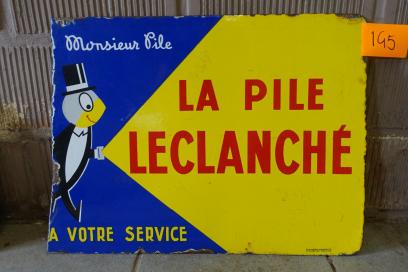 Monsieur Pile
195
LA PILE
LECLANCHÉ
A VOTRE SERVICE